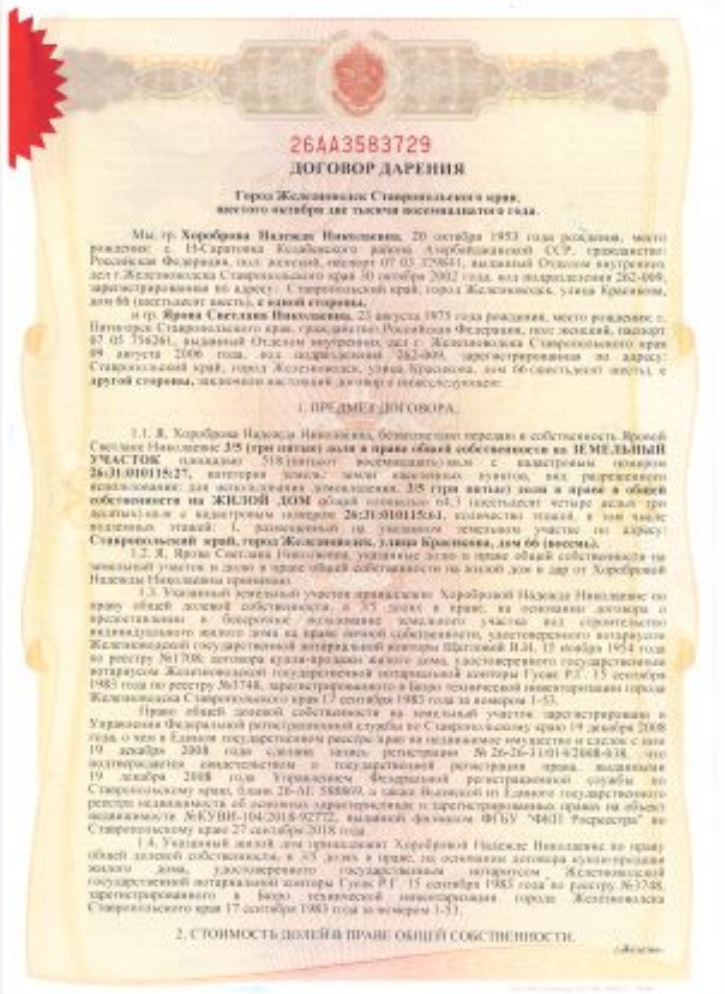 26АА3583729
ДОГОВОР ДАРЕНИЯ
Город Железноводск Ставропольского края,
шестого октября две тысячи восемнадцатого года.
Мы, гр. Хороброва Надежда Николаевна, 20 октября 1953 года рождения, место
рождения: с. района Азербайджанской ССР, гражданство:
Российская Федерация, пол: женский, паспорт 07 03 выданный Отделом внутренних
дел г.Железноводска Ставропольского края 30 октября 2002 года, код подразделения 262-009,
зарегистрированная по адресу: Ставропольский край, город Железноводск, улица Красикова,
дом 66 (шестьдесят шесть), с одной стороны,
и гр. Ярова Светлана Николаевна, 23 августа 1975 года рождения, место рождения: г.
Пятигорск Ставропольского края, гражданство: Российская Федерация, пол: женский, паспорт
07 05 756261, выданный Отделом внутренних дел г. Железноводска Ставропольского края
09 августа 2006 года, код подразделения 262-009, зарегистрированная по адресу:
Ставропольский край, город Железноводск, улица Красикова, дом 66 (шестьдесят шесть), с
другой стороны, заключили настоящий договор о нижеследующем:
1. ПРЕДМЕТ ДОГОВОРА.
1.1. Я, Хороброва Надежда Николаевна, безвозмездно передаю в собственность Яровой
Светлане Николаевне 3/5 (три пятых) доли в праве общей собственности на ЗЕМЕЛЬНЫЙ
УЧАСТОК площадью 518 (пятьсот восемнадцать) кв.м с кадастровым номером
26:31:010115:27, категория земель: земли населенных пунктов, вид разрешенного
использования: для использования домовладения, 3/5 (три пятых) доли в праве в общей
собственности на ЖИЛОЙ ДОМ общей площадью 64,3 (шестьдесят четыре целых три
десятых) кв.м с кадастровым номером 26:31:010115:61, количество этажей, в том числе
подземных этажей: 1, размещенный на указанном земельном участке по адресу:
Ставропольский край, город Железноводск, улица Красикова, дом 66 (восемь).
1.2. Я, Ярова Светлана Николаевна, указанные долю в праве общей собственности на
земельный участок и долю в праве общей собственности на жилой дом в дар от Хоробровой
Надежды Николаевны принимаю.
1.3. Указанный земельный участок принадлежит Хоробровой Надежде Николаевне по
праву общей долевой собственности, в 3/5 долях в праве, на основании договора о
предоставлении в бессрочное пользование земельного участка под строительство
индивидуального жилого дома на праве личной собственности, удостоверенного нотариусом
Железноводской государственной нотариальной конторы Щегловой В.И. 15 ноября 1954 года
по реестру №1708; договора купли-продажи жилого дома, удостоверенного государственным
нотариусом Железноводской государственной нотариальной конторы Гусак Р.Г. 15 сентября
1983 года по реестру №3748, зарегистрированного в Бюро технической инвентаризации города
Железноводска Ставропольского края 17 сентября 1983 года за номером 1-53.
Право общей долевой собственности на земельный участок зарегистрировано в
Управлении Федеральной регистрационной службы по Ставропольскому краю 19 декабря 2008
года, о чем в Едином государственном реестре прав на недвижимое имущество и сделок с ним
19 декабря 2008 года сделана запись регистрации № 26-26-31/014/2008-038, что
подтверждается свидетельством о государственной регистрации права, выданным
19 декабря 2008 года Управлением Федеральной регистрационной службы по
Ставропольскому краю, бланк 26-АЕ 588869, а также Выпиской из Единого государственного
реестра недвижимости об основных характеристиках и зарегистрированных правах на объект
недвижимости №КУВИ-104/2018-92772, выданной филиалом ФГБУ "ФКП Росреестра" по
Ставропольскому краю 27 сентября 2018 года.
1.4. Указанный жилой дом принадлежит Хоробровой Надежде Николаевне по праву
общей долевой собственности, в 3/5 долях в праве, на основании договора купли-продажи
жилого дома, удостоверенного государственным нотариусом Железноводской
государственной нотариальной конторы Гусак Р.Г. 15 сентября 1983 года по реестру №3748,
зарегистрированного в Бюро технической инвентаризации города Железноводска
Ставропольского края 17 сентября 1983 года за номером 1-53.
2. СТОИМОСТЬ ДОЛЕЙ В ПРАВЕ ОБЩЕЙ СОБСТВЕННОСТИ.